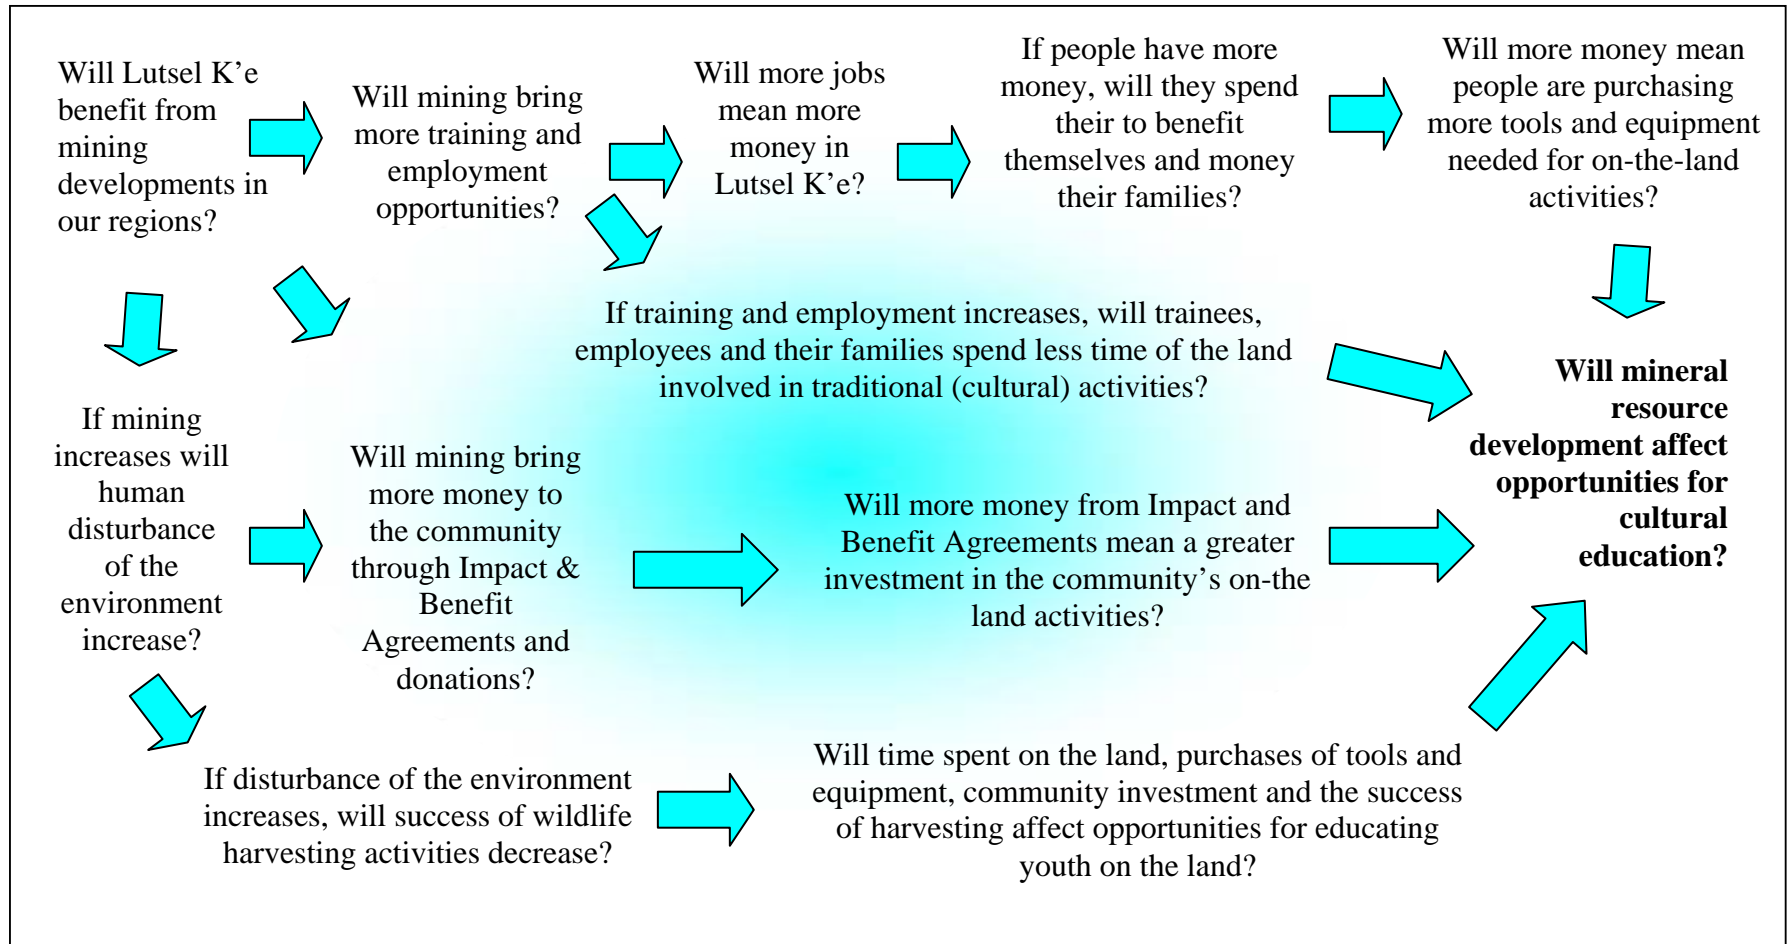 Will Lutsel K’e
benefit from
mining
developments in
our regions?
Will mining bring
more training and
employment
opportunities?
Will more jobs
mean more
money in
Lutsel K’e?
If people have more
money, will they spend
their to benefit
themselves and money
their families?
Will more money mean
people are purchasing
more tools and equipment
needed for on-the-land
activities?
If training and employment increases, will trainees,
employees and their families spend less time of the land
involved in traditional (cultural) activities?
Will mineral
resource
development affect
opportunities for
cultural
education?
If mining
increases will
human
disturbance
of the
environment
increase?
Will mining bring
more money to
the community
through Impact &
Benefit
Agreements and
donations?
Will more money from Impact and
Benefit Agreements mean a greater
investment in the community’s on-the
land activities?
If disturbance of the environment
increases, will success of wildlife
harvesting activities decrease?
Will time spent on the land, purchases of tools and
equipment, community investment and the success
of harvesting affect opportunities for educating
youth on the land?